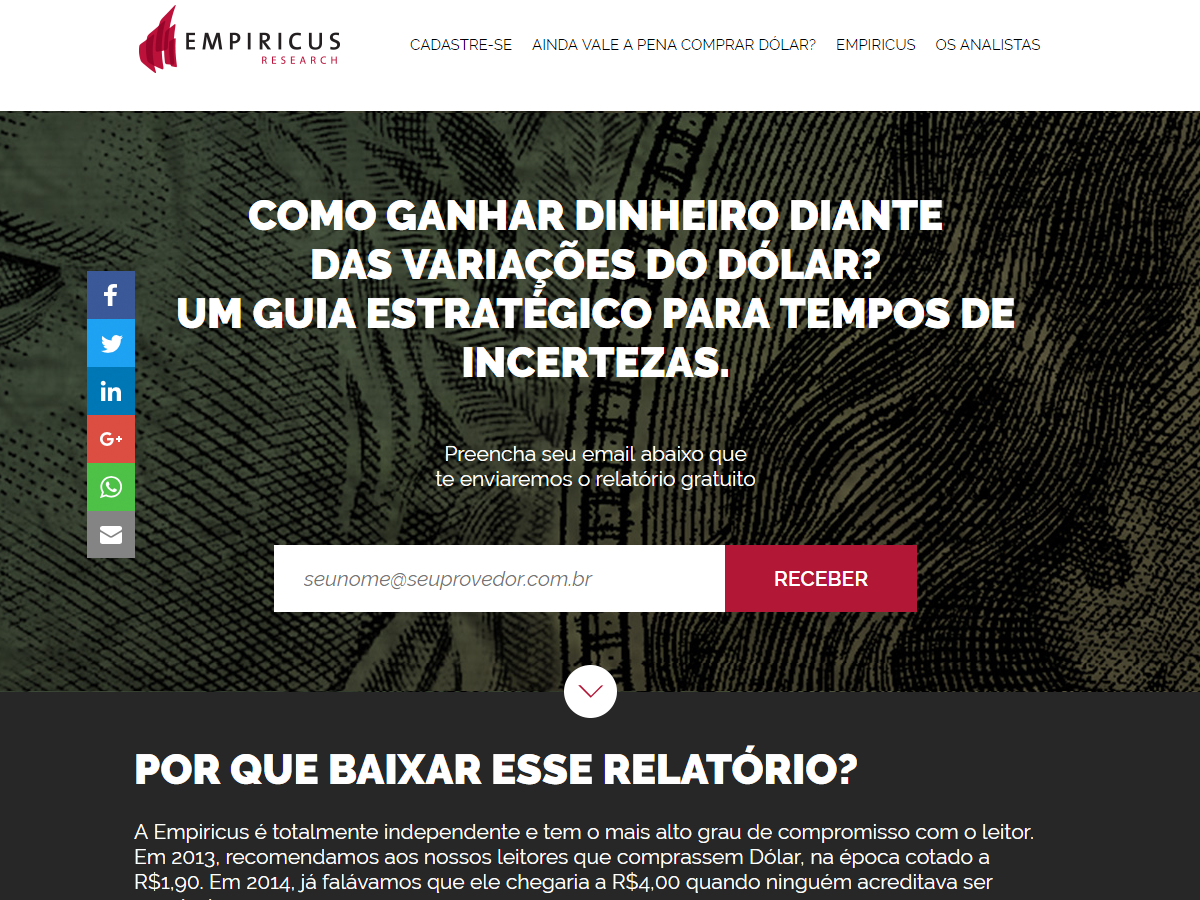 EMPIRICUS
RESEARCH
CADASTRE-SE
AINDA VALE A PENA COMPRAR DÓLAR?
EMPIRICUS
OS ANALISTAS
COMO GANHAR DINHEIRO DIANTE
DAS VARIAÇÕES DO DÓLAR?
UM GUIA ESTRATÉGICO PARA TEMPOS DE
INCERTEZAS.
Preencha seu email abaixo que
te enviaremos o relatório gratuito
seunome@seuprovedor.com.br
RECEBER
POR QUE BAIXAR ESSE RELATÓRIO?
A Empiricus é totalmente independente e tem o mais alto grau de compromisso com o leitor.
Em 2013, recomendamos aos nossos leitores que comprassem Dólar, na época cotado a
R$1,90. Em 2014, já falávamos que ele chegaria a R$4,00 quando ninguém acreditava ser